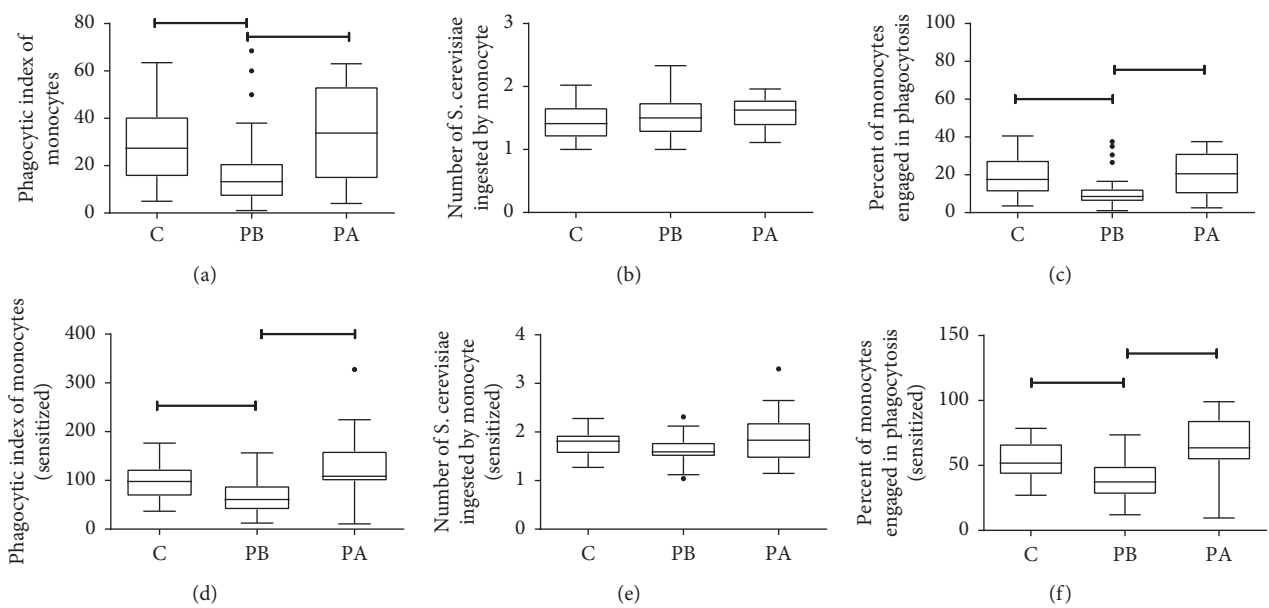 Phagocytic index of
monocytes
80
60
40
20
0
C PB PA
(a)
Number of S. cerevisiae
ingested by monocyte
3
2
1
0
C PB PA
(b)
Percent of monocytes
engaged in phagocytosis
100
80
60
40
20
0
C PB PA
(c)
Phagocytic index of monocytes
(sensitized)
400
300
200
100
0
C PB PA
(d)
Number of S. cerevisiae
ingested by monocyte
(sensitized)
4
3
2
1
0
C PB PA
(e)
Percent of monocytes
engaged in phagocytosis
(sensitized)
150
100
50
0
C PB PA
(f)